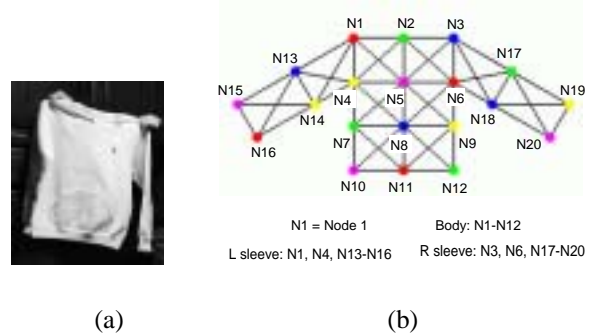 N1 N2 N3
N13 N17
N15 N4 N5 N6 N19
N14 N18
N16 N7 N8 N9 N20
N10 N11 N12
N1 = Node 1 Body: N1-N12
L sleeve: N1, N4, N13-N16 R sleeve: N3, N6, N17-N20
(a) (b)